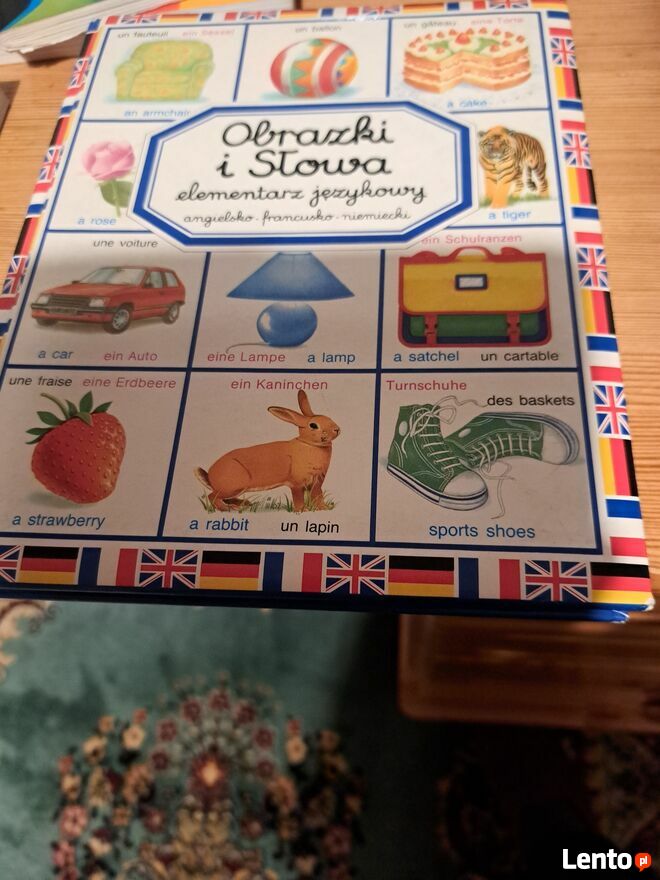 un fauteuil ein Sessel
an armchair
un ballon
un gâteau eine Torte
a cake
Obrazki
i Słowa
elementarz językowy
angielsko - francusko - niemiecki
a rose
a tiger
une voiture
a car ein Auto
eine Lampe a lamp
ein Schulranzen
a satchel un cartable
une fraise eine Erdbeere
a strawberry
ein Kaninchen
a rabbit un lapin
Turnschuhe
des baskets
sports shoes
Lento pl